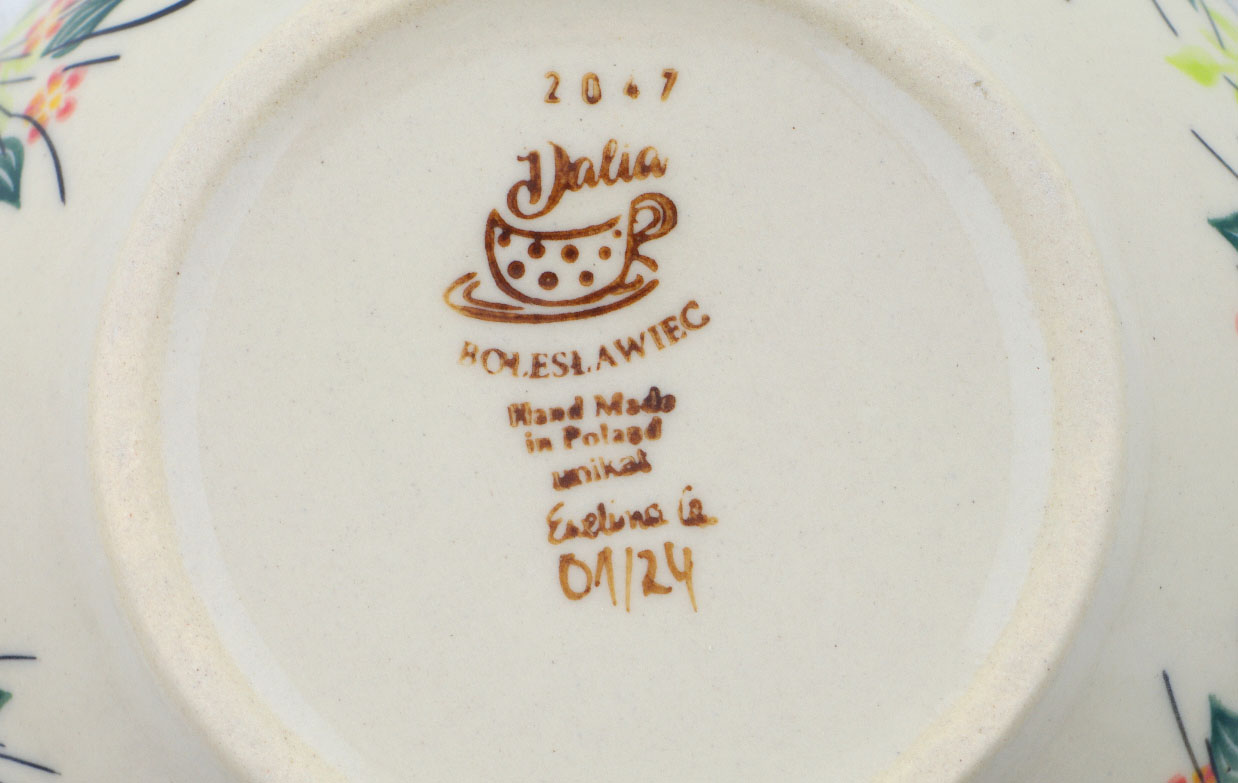 2047
Dalia
BOLESŁAWIEC
Hand Made
in Poland
unikat
Ewelina Ce
01/24